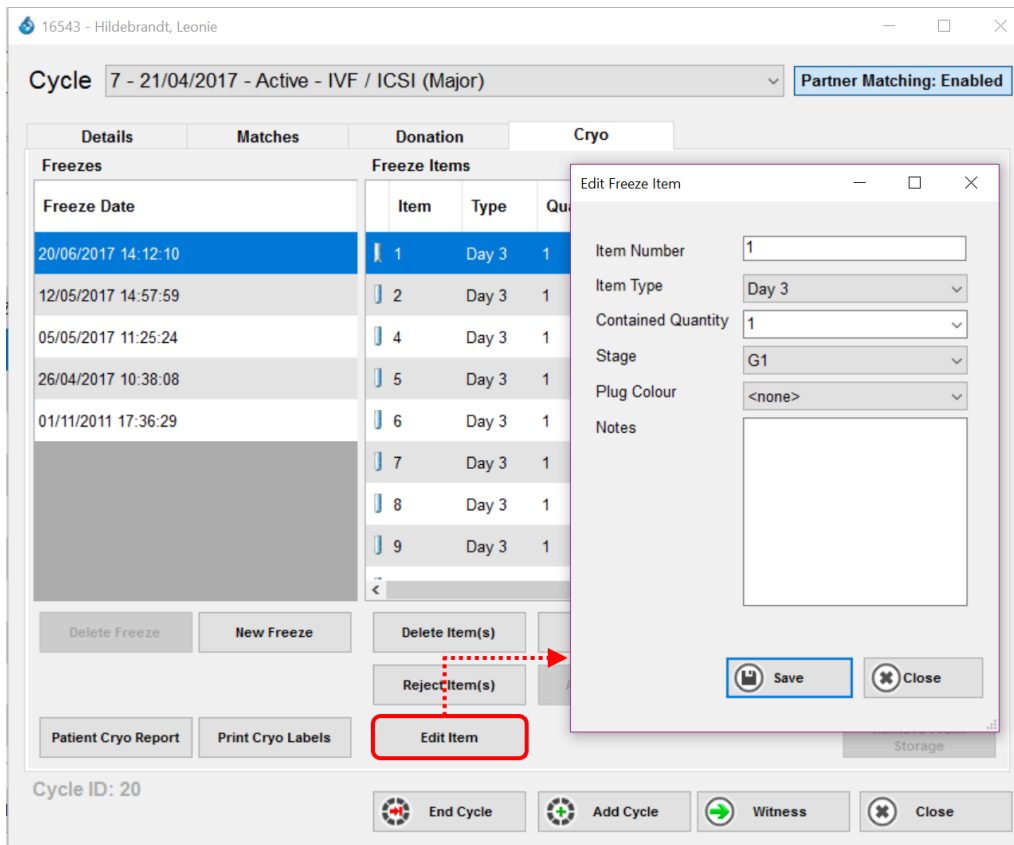 16543 - Hildebrandt, Leonie
Cycle 7 - 21/04/2017 - Active - IVF / ICSI (Major) Partner Matching: Enabled
Details Matches Donation Cryo
Freezes Freeze Items
Freeze Date
20/06/2017 14:12:10
12/05/2017 14:57:59
05/05/2017 11:25:24
26/04/2017 10:38:08
01/11/2011 17:36:29
Item Type
1 Day 3 1
2 Day 3 1
4 Day 3 1
5 Day 3 1
6 Day 3 1
7 Day 3 1
8 Day 3 1
9 Day 3 1
Edit Freeze Item
Item Number 1
Item Type Day 3
Contained Quantity 1
Stage G1
Plug Colour <none>
Notes
Save Close
Delete Freeze New Freeze Delete Item(s)
Reject Item(s)
Patient Cryo Report Print Cryo Labels Edit Item
Storage
Cycle ID: 20
End Cycle Add Cycle Witness Close